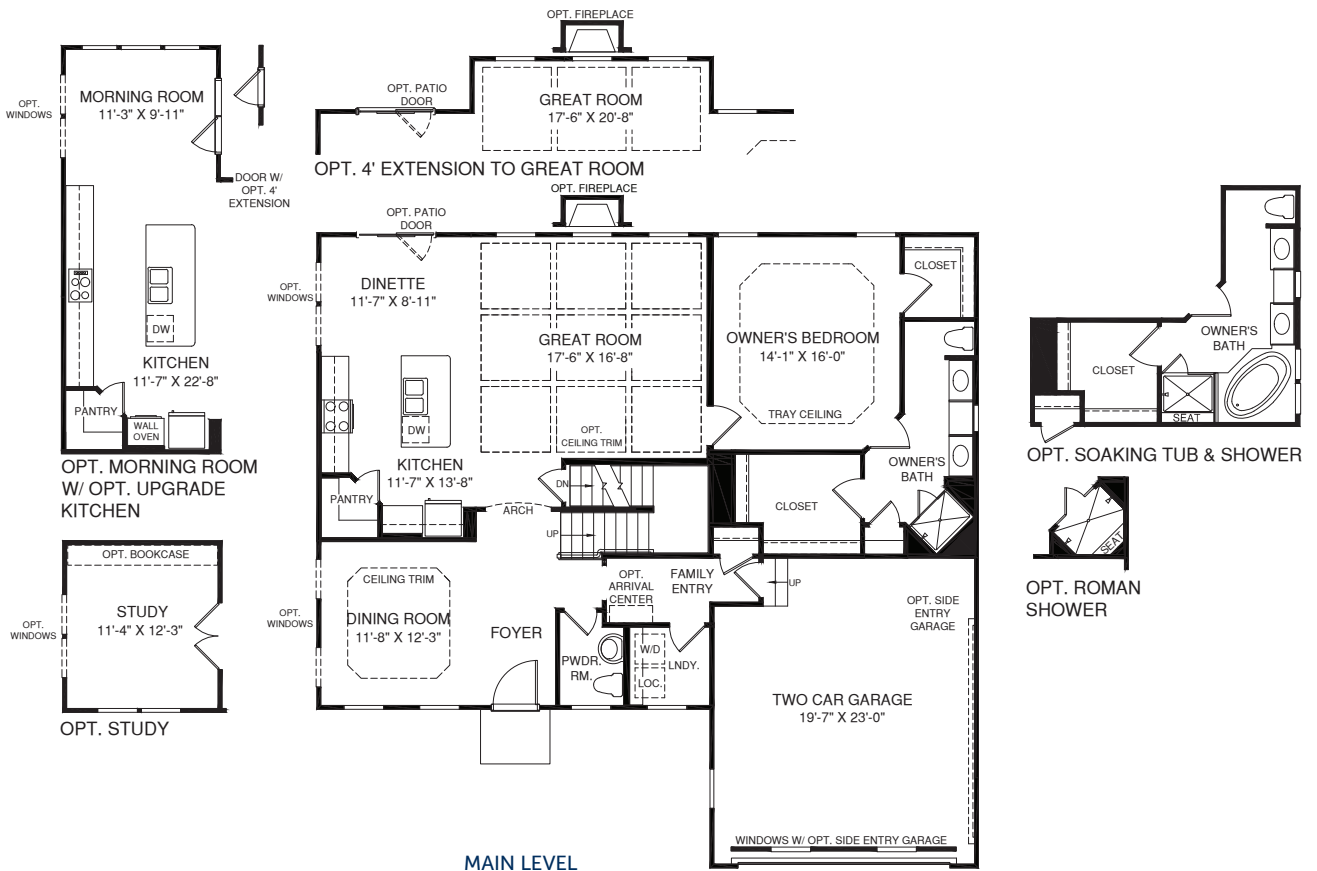 OPT. FIREPLACE
MORNING ROOM
11'-3" X 9'-11"
OPT.
WINDOWS
DOOR W/
OPT. 4'
EXTENSION
DW
KITCHEN
11'-7" X 22'-8"
PANTRY
WALL
OVEN
OPT. MORNING ROOM
W/ OPT. UPGRADE
KITCHEN
OPT. PATIO
DOOR
GREAT ROOM
17'-6" X 20'-8"
OPT. 4' EXTENSION TO GREAT ROOM
OPT. FIREPLACE
OPT. PATIO
DOOR
OPT.
WINDOWS
DINETTE
11'-7" X 8'-11"
GREAT ROOM
17'-6" X 16'-8"
OPT.
CEILING TRIM
OWNER'S BEDROOM
14'-1" X 16'-0"
TRAY CEILING
CLOSET
DW
KITCHEN
11'-7" X 13'-8"
PANTRY
ARCH
DN
UP
OWNER'S
BATH
CLOSET
OPT. BOOKCASE
STUDY
11'-4" X 12'-3"
OPT.
WINDOWS
OPT. STUDY
OPT.
WINDOWS
CEILING TRIM
DINING ROOM
11'-8" X 12'-3"
FOYER
OPT.
ARRIVAL
CENTER
FAMILY
ENTRY
UP
PWDR.
RM.
W/D
LOC.
LNDY.
OPT. SIDE
ENTRY
GARAGE
TWO CAR GARAGE
19'-7" X 23'-0"
WINDOWS W/ OPT. SIDE ENTRY GARAGE
OWNER'S
BATH
CLOSET
SEAT
OPT. SOAKING TUB & SHOWER
SEAT
OPT. ROMAN
SHOWER
MAIN LEVEL